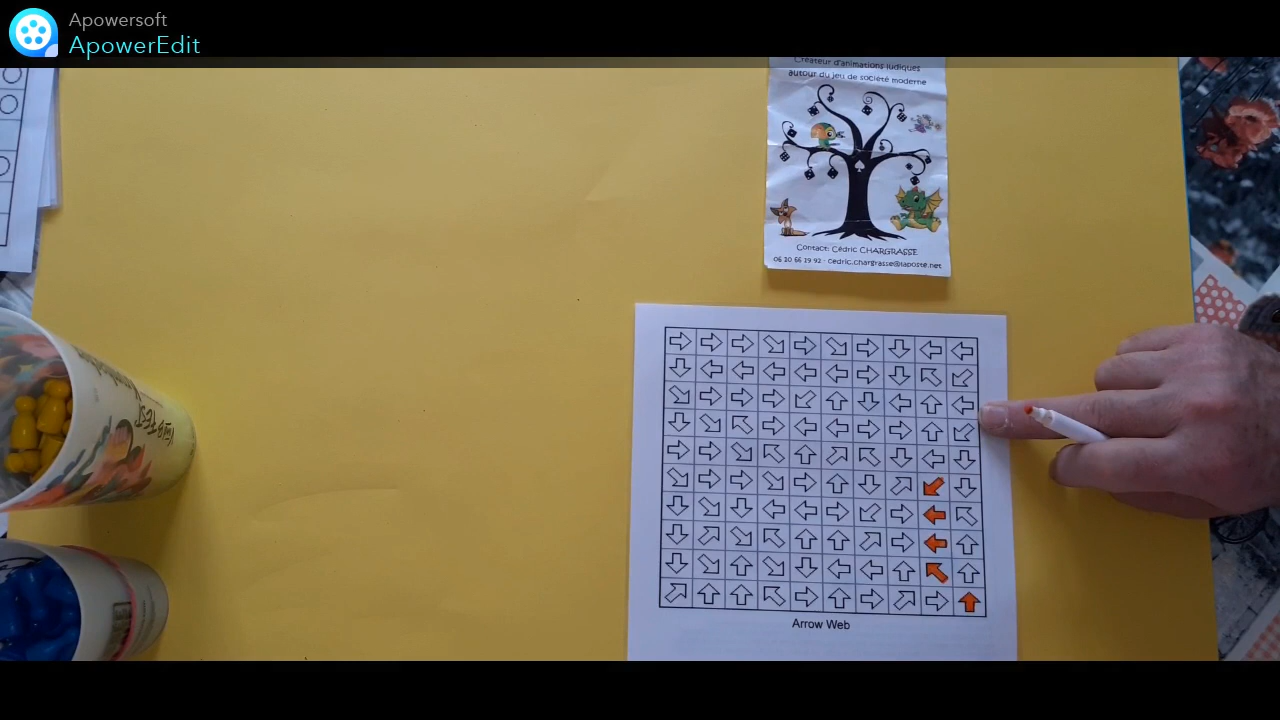 Apowersoft
ApowerEdit
Créateur d'animations ludiques
autour du jeu de société moderne
Contact: Cédric CHARGRASSE
06 20 66 19 92 - cedric.chargrasse@laposte.net
Arrow Web